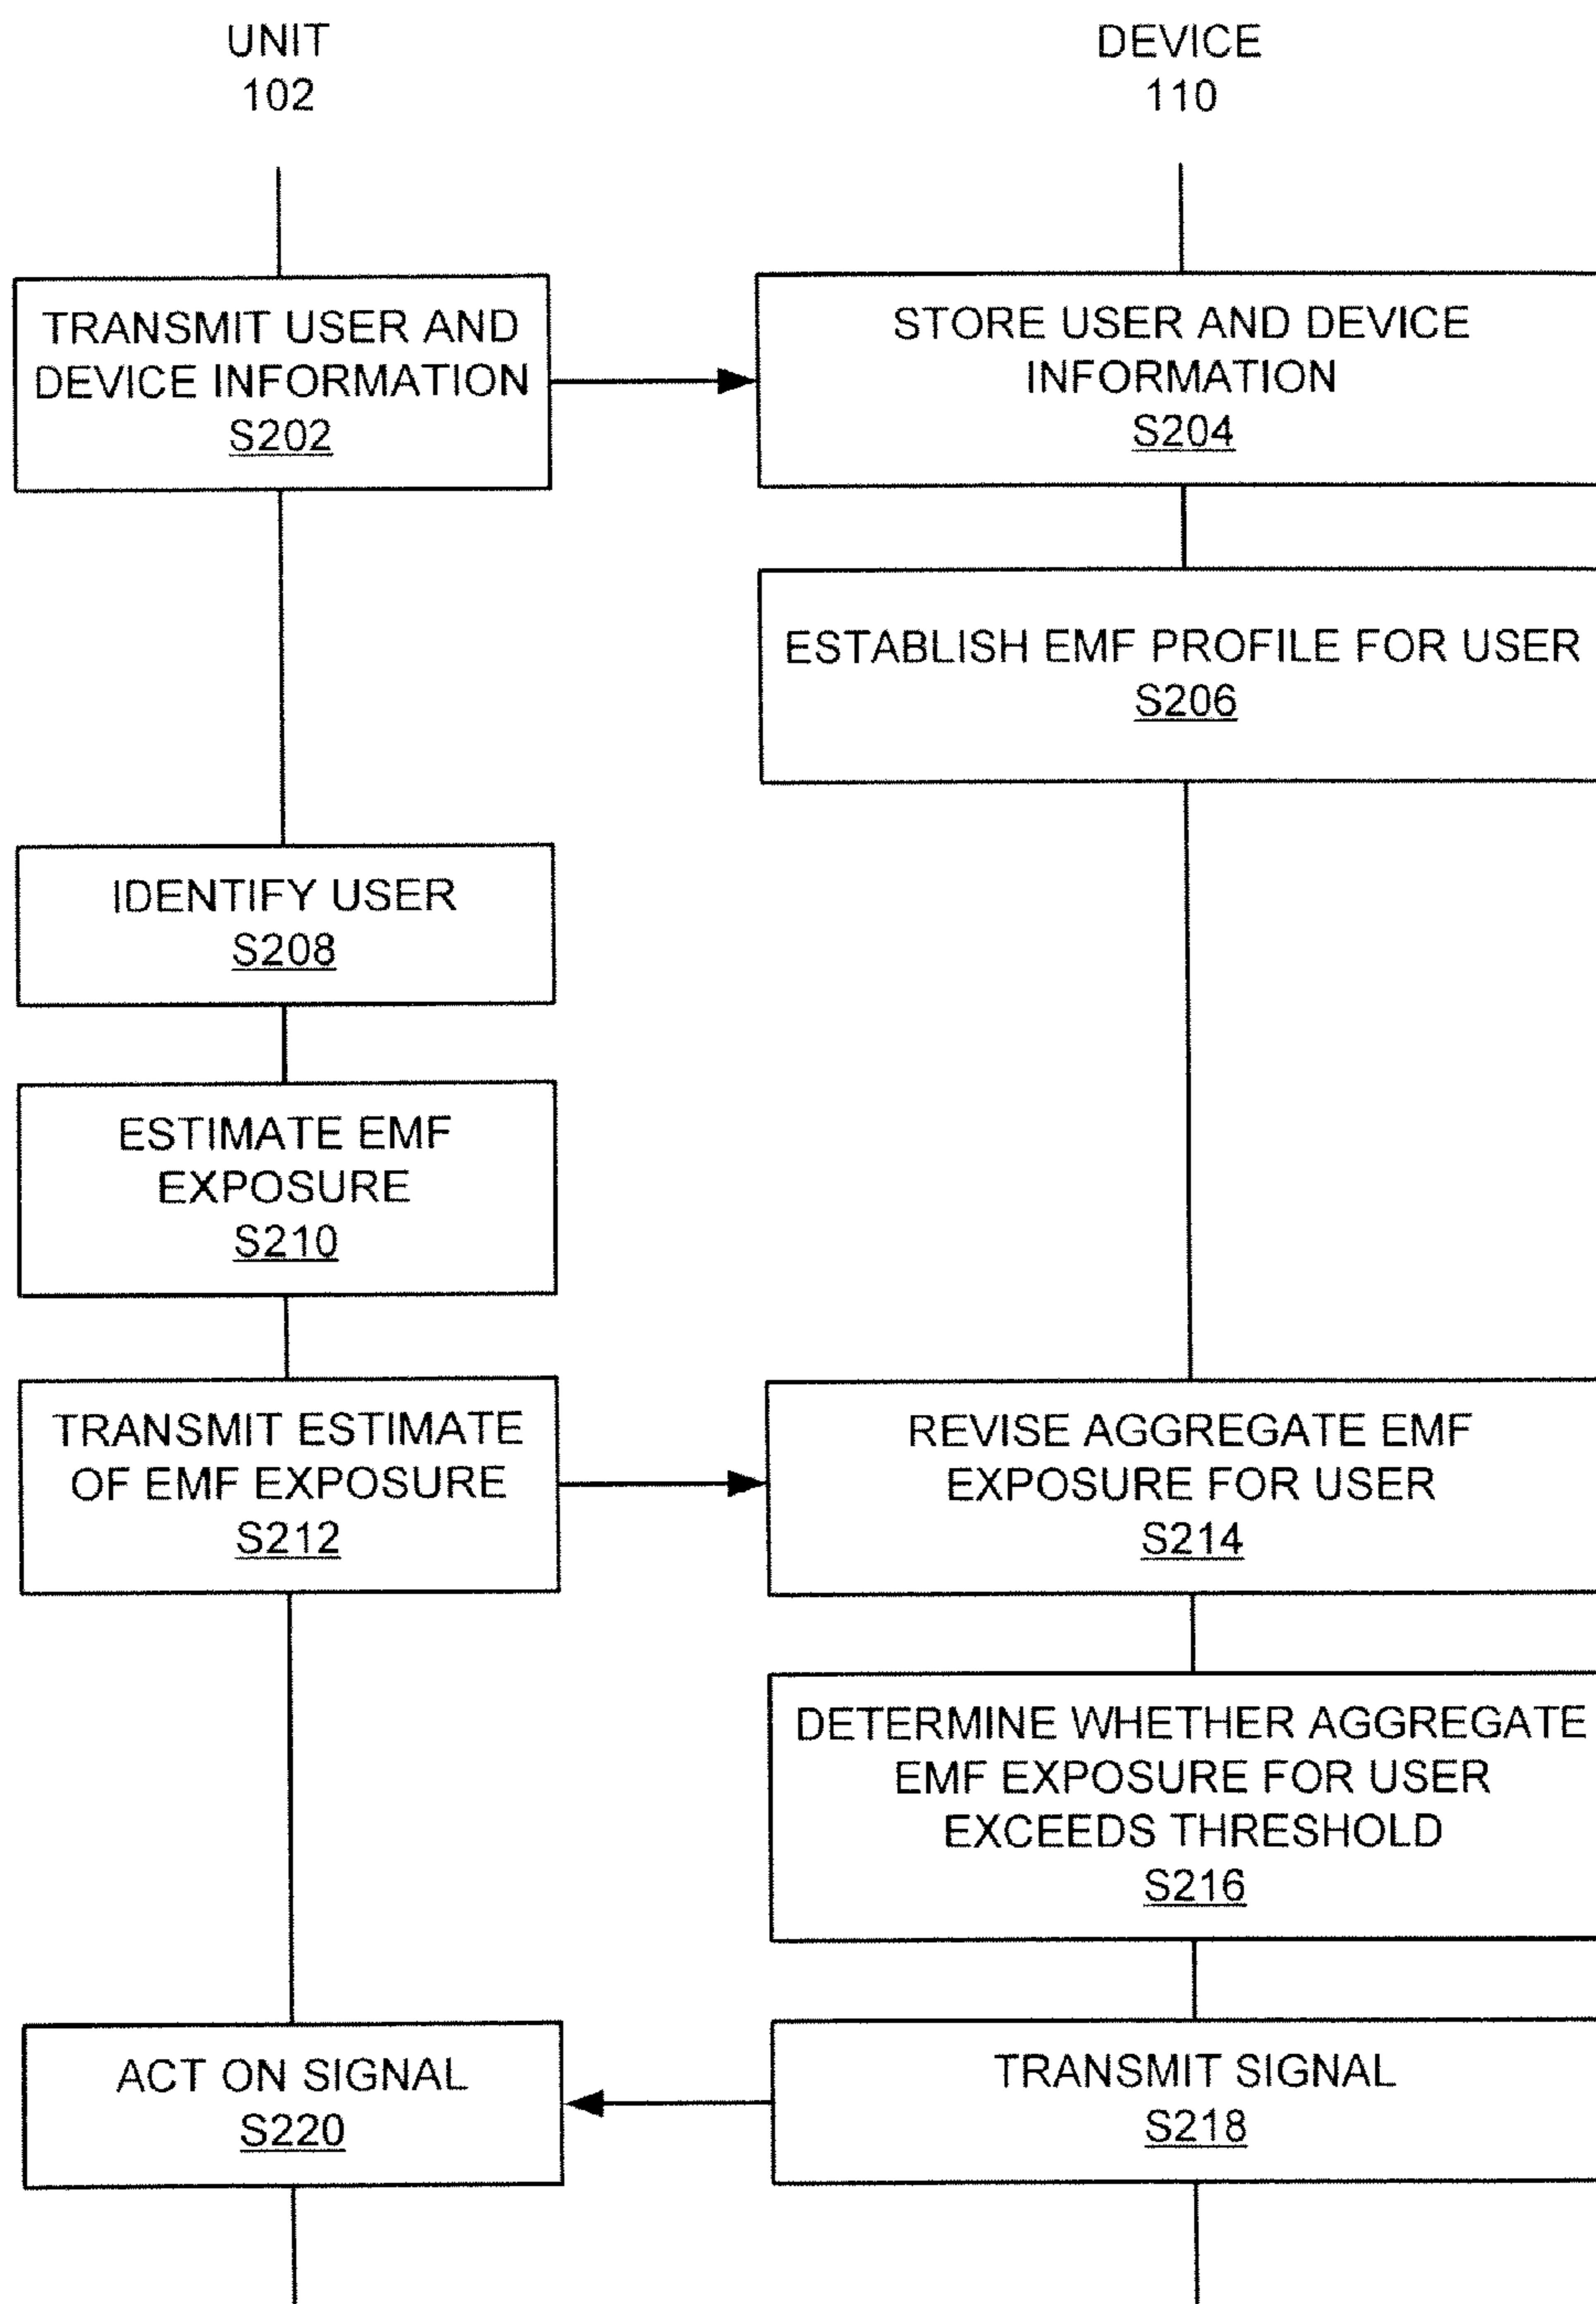 UNIT
102
DEVICE
110
TRANSMIT USER AND
DEVICE INFORMATION
S202
STORE USER AND DEVICE
INFORMATION
S204
ESTABLISH EMF PROFILE FOR USER
S206
IDENTIFY USER
S208
ESTIMATE EMF
EXPOSURE
S210
TRANSMIT ESTIMATE
OF EMF EXPOSURE
S212
REVISE AGGREGATE EMF
EXPOSURE FOR USER
S214
DETERMINE WHETHER AGGREGATE
EMF EXPOSURE FOR USER
EXCEEDS THRESHOLD
S216
ACT ON SIGNAL
S220
TRANSMIT SIGNAL
S218